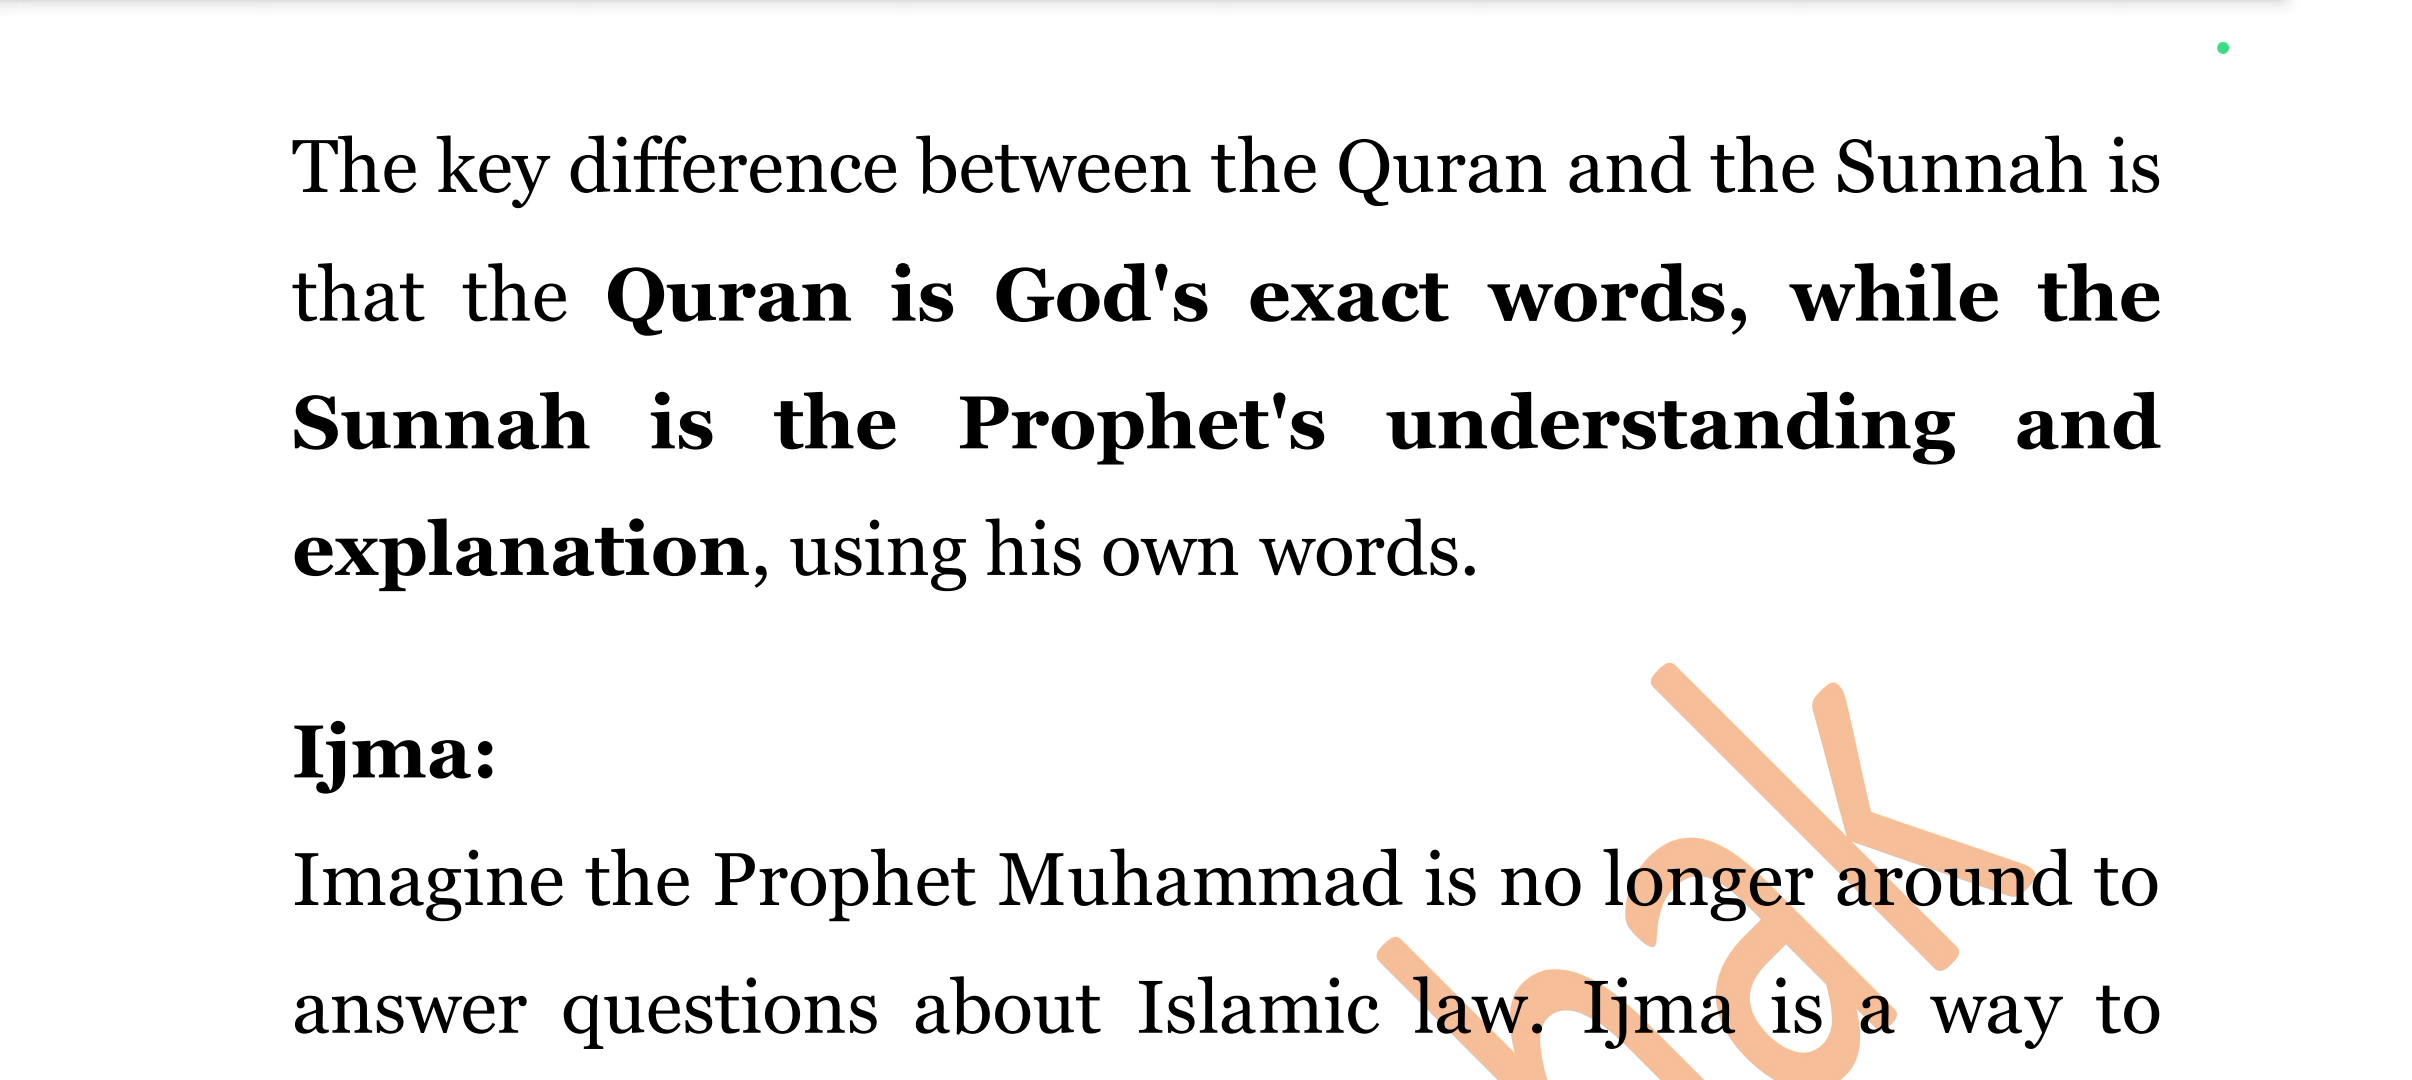 The key difference between the Quran and the Sunnah is
that the Quran is God's exact words, while the
Sunnah is the Prophet's understanding and
explanation, using his own words.
Ijma:
Imagine the Prophet Muhammad is no longer around to
answer questions about Islamic law. Ijma is a way to